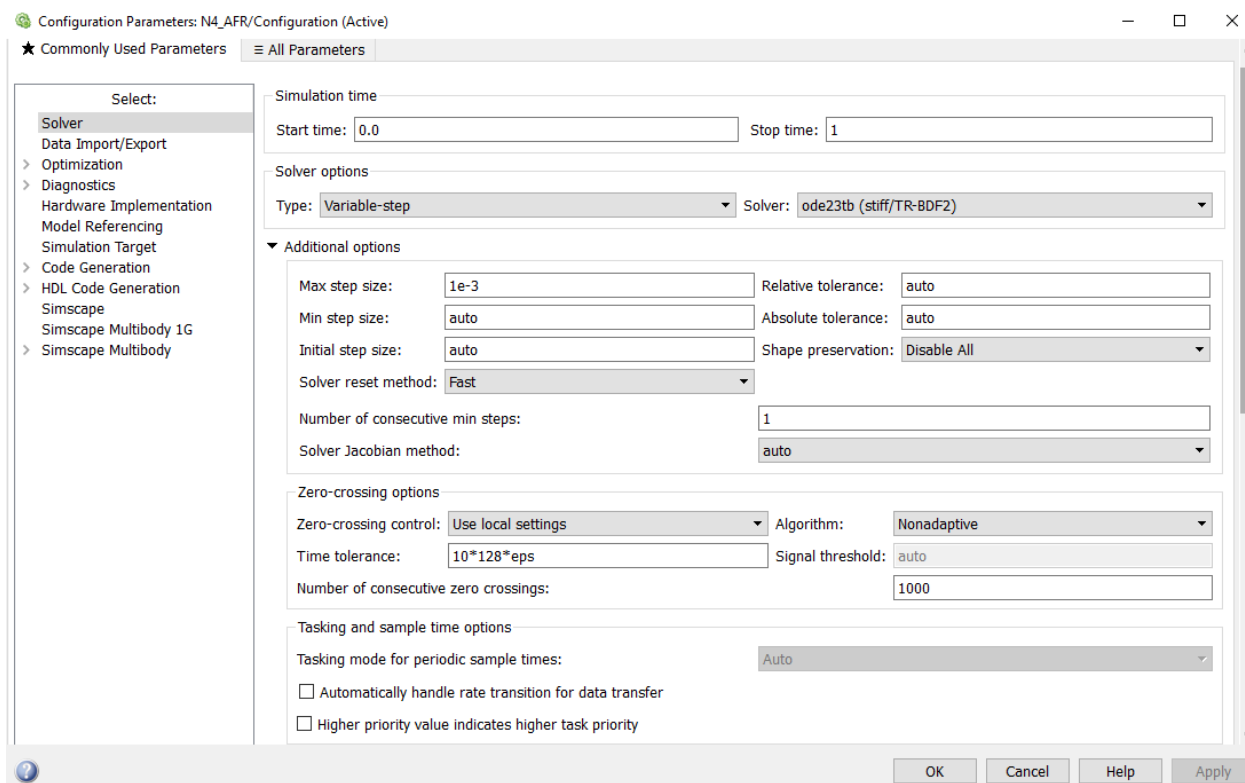 Configuration Parameters: N4_AFR/Configuration (Active)
★ Commonly Used Parameters ≡ All Parameters
Select:
Solver
Data Import/Export
Optimization
Diagnostics
Hardware Implementation
Model Referencing
Simulation Target
Code Generation
HDL Code Generation
Simscape
Simscape Multibody 1G
Simscape Multibody
Simulation time
Start time: 0.0 Stop time: 1
Solver options
Type: Variable-step Solver: ode23tb (stiff/TR-BDF2)
Additional options
Max step size: 1e-3 Relative tolerance: auto
Min step size: auto Absolute tolerance: auto
Initial step size: auto Shape preservation: Disable All
Solver reset method: Fast
Number of consecutive min steps: 1
Solver Jacobian method: auto
Zero-crossing options
Zero-crossing control: Use local settings Algorithm: Nonadaptive
Time tolerance: 10*128*eps Signal threshold: auto
Number of consecutive zero crossings: 1000
Tasking and sample time options
Tasking mode for periodic sample times: Auto
Automatically handle rate transition for data transfer
Higher priority value indicates higher task priority
? OK Cancel Help Apply